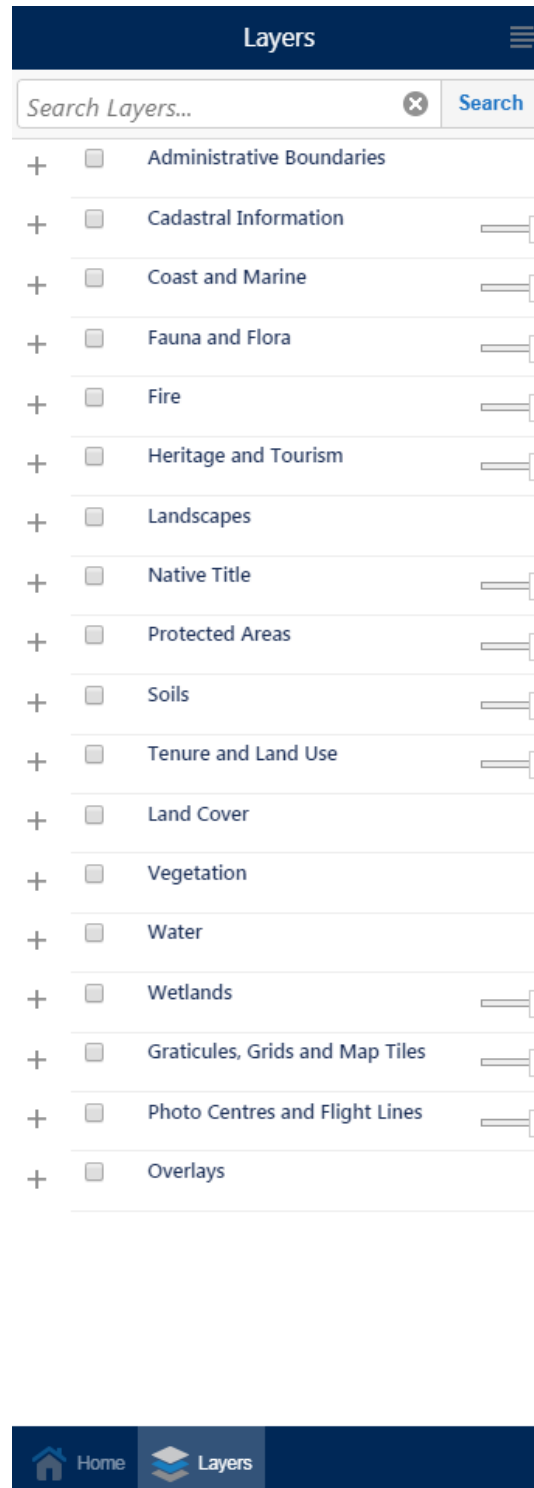 Layers
Search Layers...
Search
Administrative Boundaries
Cadastral Information
Coast and Marine
Fauna and Flora
Fire
Heritage and Tourism
Landscapes
Native Title
Protected Areas
Soils
Tenure and Land Use
Land Cover
Vegetation
Water
Wetlands
Graticules, Grids and Map Tiles
Photo Centres and Flight Lines
Overlays
Home
Layers